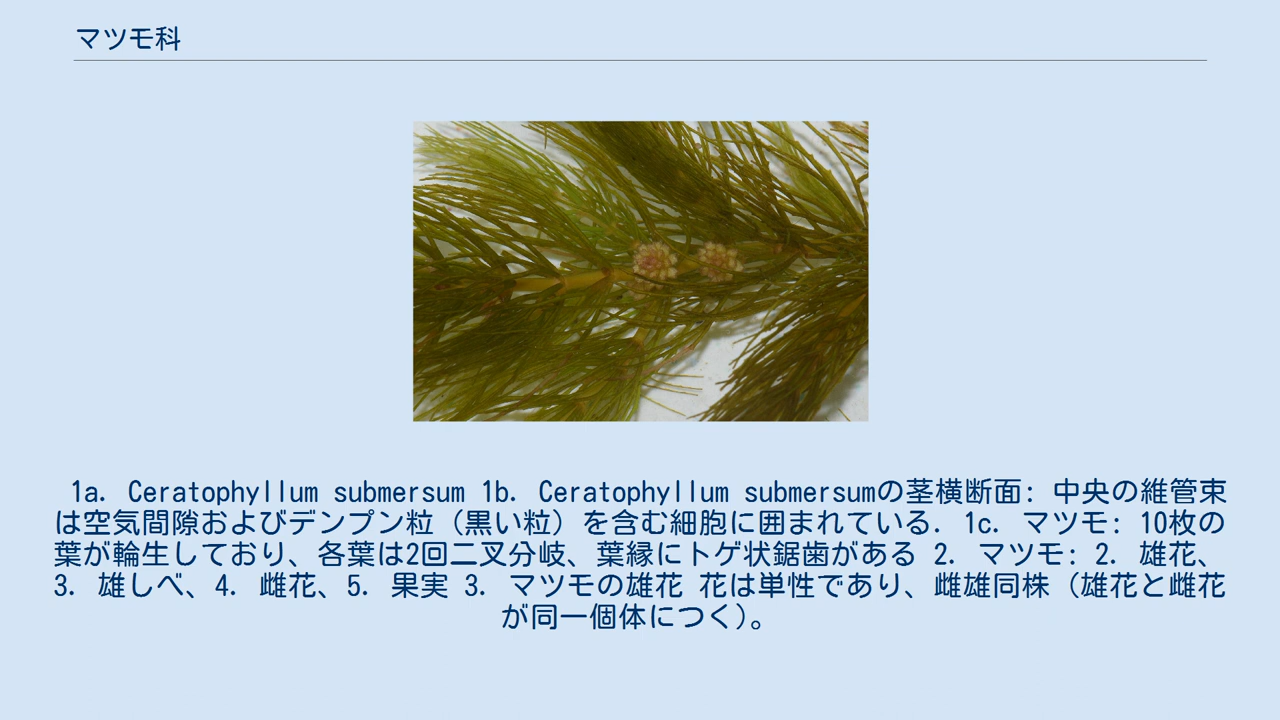 マツモ科
1a. Ceratophyllum submersum 1b. Ceratophyllum submersumの茎横断面: 中央の維管束
は空気間隙およびデンプン粒（黒い粒）を含む細胞に囲まれている. 1c. マツモ: 10枚の
葉が輪生しており、各葉は2回二叉分岐、葉縁にトゲ状鋸歯がある 2. マツモ: 2. 雄花、
3. 雄しべ、4. 雌花、5. 果実 3. マツモの雄花 花は単性であり、雌雄同株（雄花と雌花
が同一個体につく）。